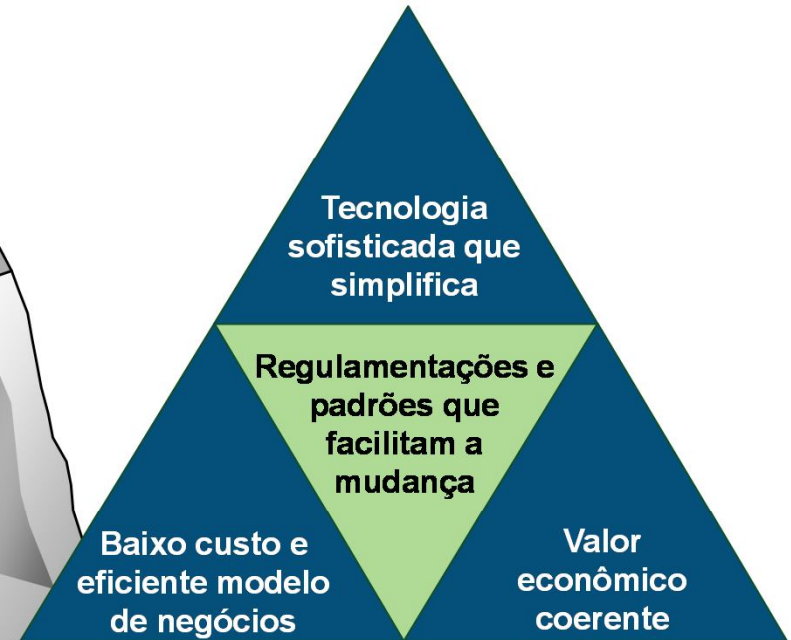 Tecnologia
sofisticada que
simplifica
Regulamentações e
padrões que
facilitam a
mudança
Baixo custo e
eficiente modelo
de negócios
Valor
econômico
coerente